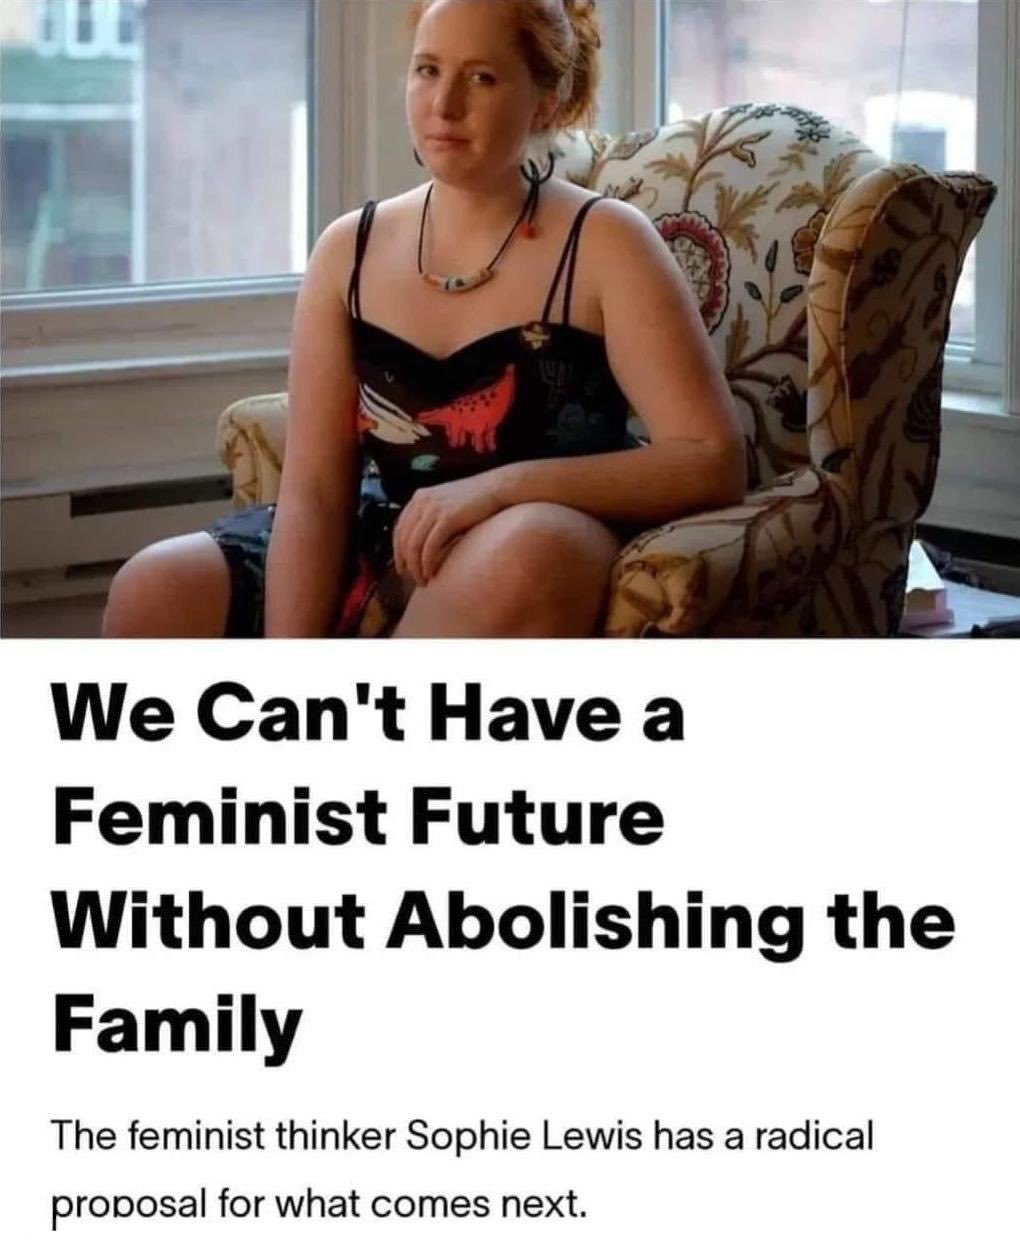 We Can't Have a
Feminist Future
Without Abolishing the
Family
The feminist thinker Sophie Lewis has a radical
proposal for what comes next.